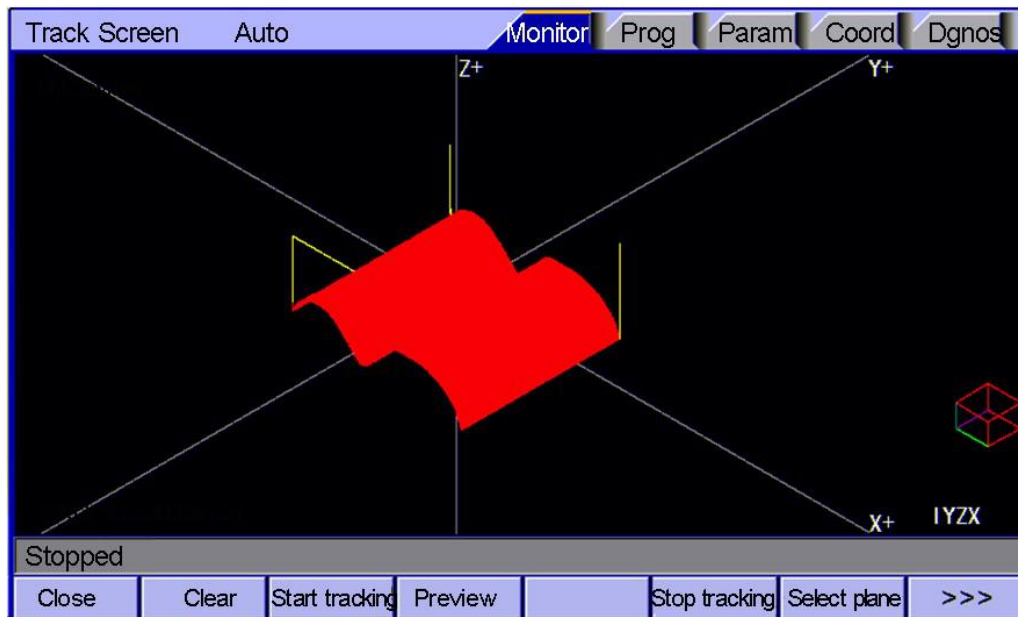 Track Screen Auto Monitor Prog Param Coord Dgnos
Z+ Y+
X+ IYZX
Stopped
Close Clear Start tracking Preview Stop tracking Select plane >>>